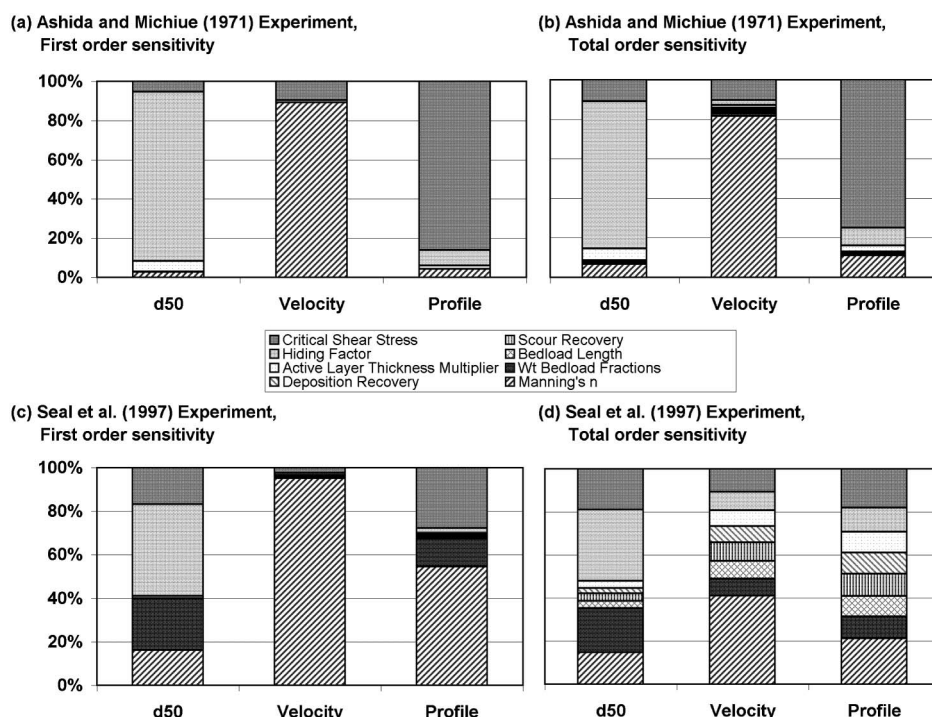 (a) Ashida and Michiue (1971) Experiment,
First order sensitivity
100%
80%
60%
40%
20%
0%
d50 Velocity Profile
(b) Ashida and Michiue (1971) Experiment,
Total order sensitivity
d50 Velocity Profile
Critical Shear Stress
Hiding Factor
Active Layer Thickness Multiplier
Deposition Recovery
Scour Recovery
Bedload Length
Wt Bedload Fractions
Manning's n
(c) Seal et al. (1997) Experiment,
First order sensitivity
100%
80%
60%
40%
20%
0%
d50 Velocity Profile
(d) Seal et al. (1997) Experiment,
Total order sensitivity
d50 Velocity Profile